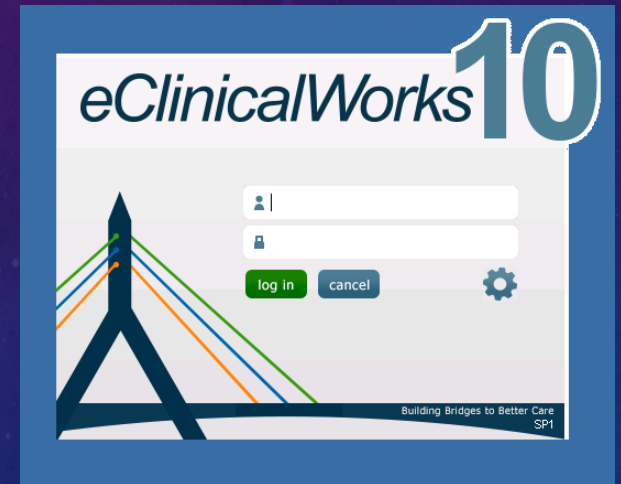 eClinicalWorks 10
log in cancel
Building Bridges to Better Care
SP1